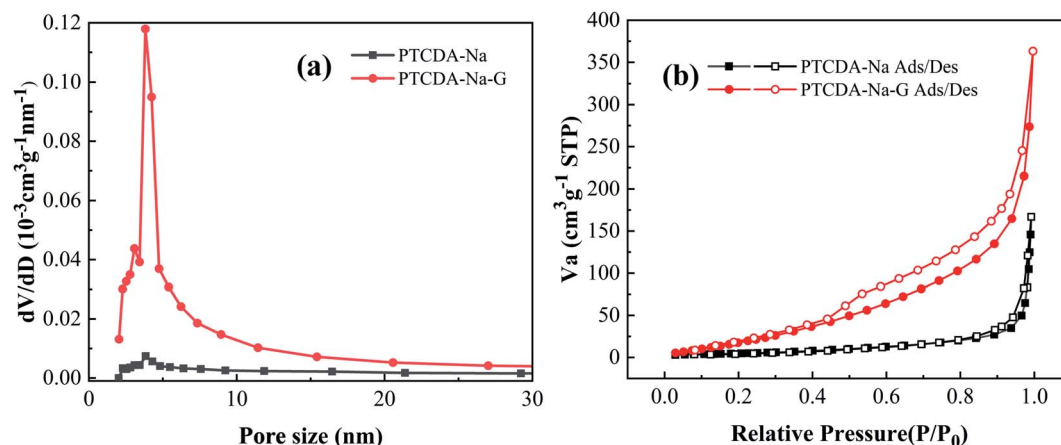 (a)
PTCDA-Na
PTCDA-Na-G
dV/dD (10⁻³cm³g⁻¹nm⁻¹)
0.12
0.10
0.08
0.06
0.04
0.02
0.00
0 10 20 30
Pore size (nm)
(b)
PTCDA-Na Ads/Des
PTCDA-Na-G Ads/Des
Va (cm³g⁻¹ STP)
400
350
300
250
200
150
100
50
0
0.0 0.2 0.4 0.6 0.8 1.0
Relative Pressure(P/P₀)